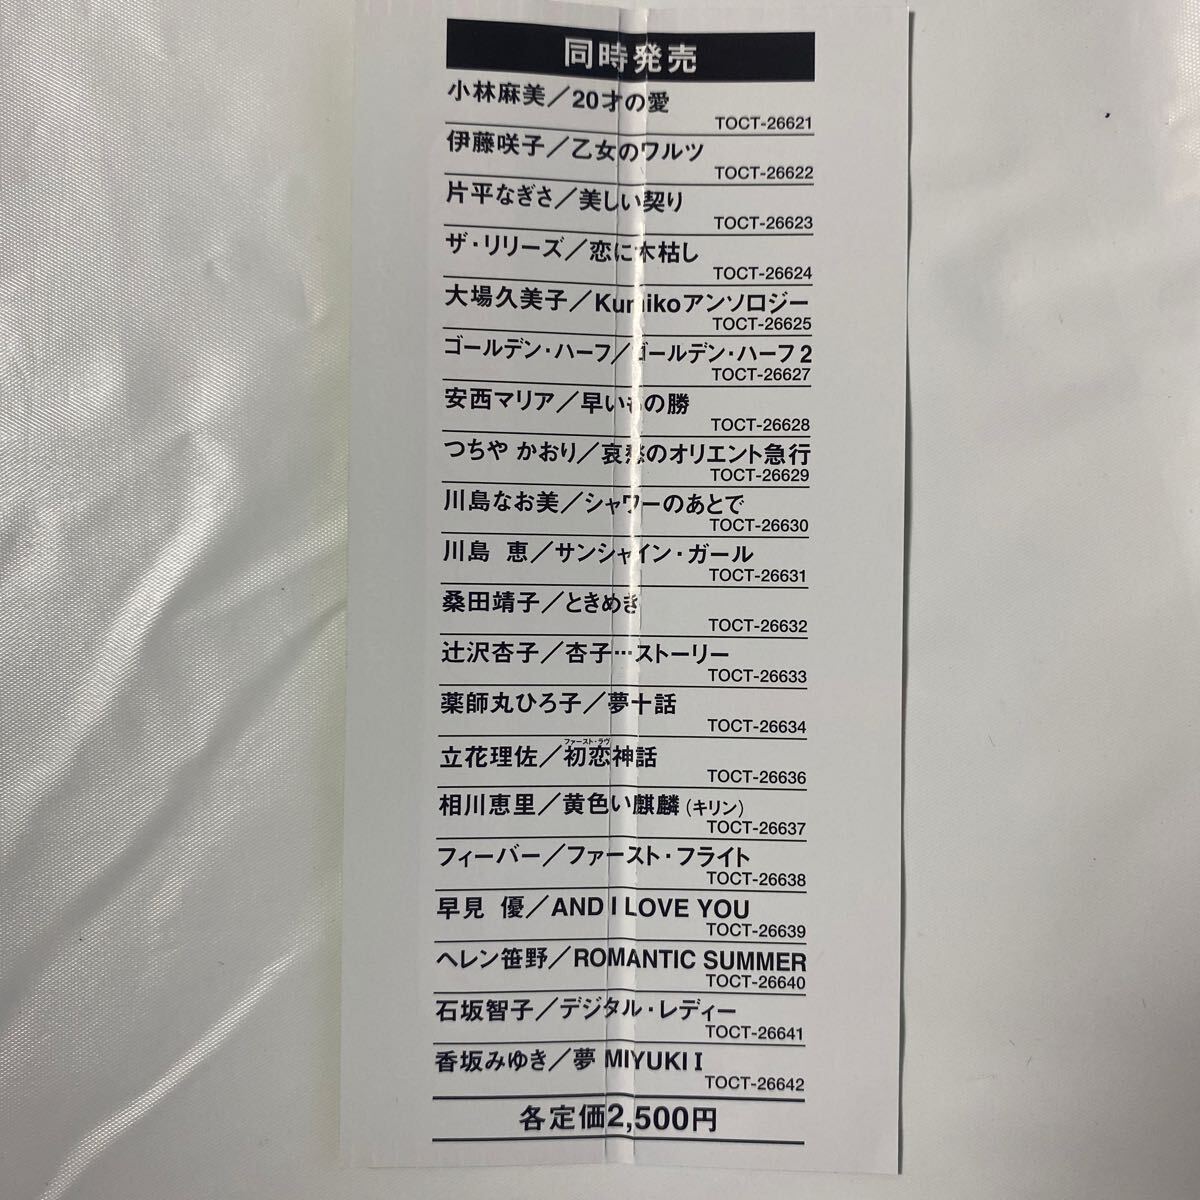 同時発売
小林麻美／20才の愛
TOCT-26621
伊藤咲子／乙女のワルツ
TOCT-26622
片平なぎさ／美しい契り
TOCT-26623
ザ・リリーズ／恋に木枯し
TOCT-26624
大場久美子／Kumikoアンソロジー
TOCT-26625
ゴールデン・ハーフ／ゴールデン・ハーフ2
TOCT-26627
安西マリア／早いもの勝
TOCT-26628
つちや かおり／哀愁のオリエント急行
TOCT-26629
川島なお美／シャワーのあとで
TOCT-26630
川島 恵／サンシャイン・ガール
TOCT-26631
桑田靖子／ときめき
TOCT-26632
辻沢杏子／杏子…ストーリー
TOCT-26633
薬師丸ひろ子／夢十話
TOCT-26634
ファースト・ラヴ
立花理佐／初恋神話
TOCT-26636
相川恵里／黄色い麒麟（キリン）
TOCT-26637
フィーバー／ファースト・フライト
TOCT-26638
早見 優／AND I LOVE YOU
TOCT-26639
ヘレン笹野／ROMANTIC SUMMER
TOCT-26640
石坂智子／デジタル・レディー
TOCT-26641
香坂みゆき／夢 MIYUKI I
TOCT-26642
各定価2,500円